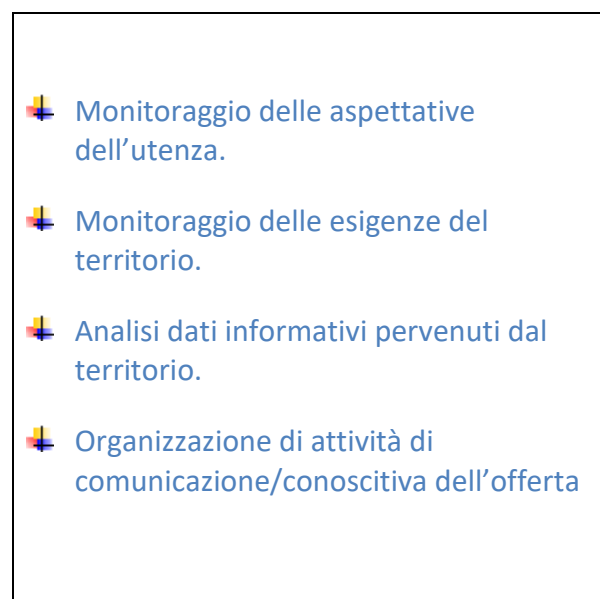 Monitoraggio delle aspettative
dell’utenza.
Monitoraggio delle esigenze del
territorio.
Analisi dati informativi pervenuti dal
territorio.
Organizzazione di attività di
comunicazione/conoscitiva dell’offerta